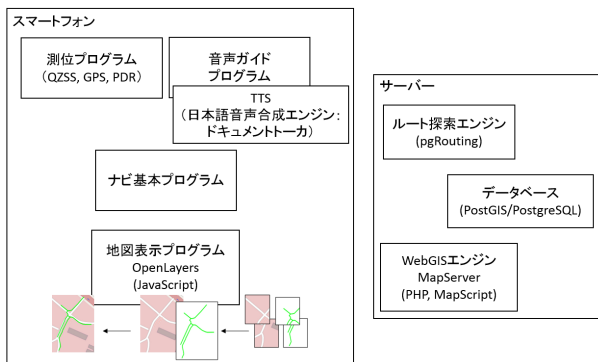 スマートフォン
測位プログラム
（QZSS, GPS, PDR）
音声ガイド
プログラム
TTS
（日本語音声合成エンジン：
ドキュメントトーカ）
ナビ基本プログラム
地図表示プログラム
OpenLayers
(JavaScript)
サーバー
ルート探索エンジン
(pgRouting)
データベース
(PostGIS/PostgreSQL)
WebGISエンジン
MapServer
(PHP, MapScript)